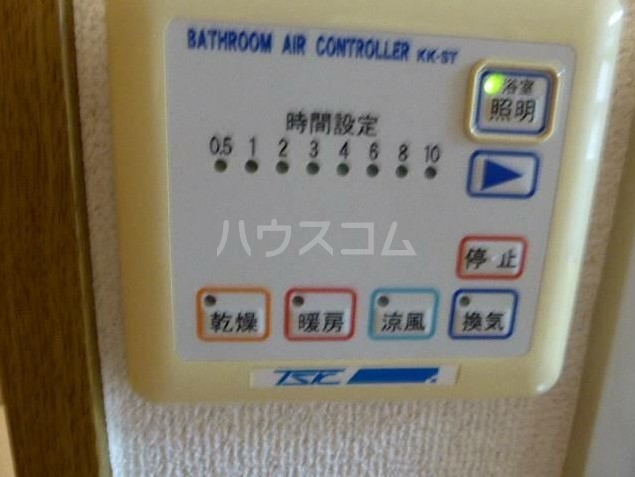 BATHROOM AIR CONTROLLER KK-SY
浴室
照明
時間設定
0.5 1 2 3 4 6 8 10
ハウスコム
停止
乾燥 暖房 涼風 換気
TSK